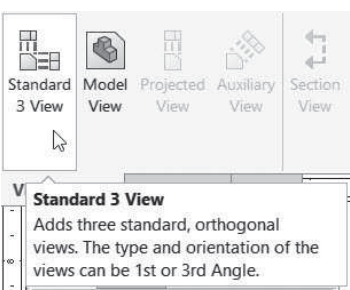 Standard Model Projected Auxiliary Section
3 View View View View View
V
Standard 3 View
Adds three standard, orthogonal
views. The type and orientation of the
views can be 1st or 3rd Angle.